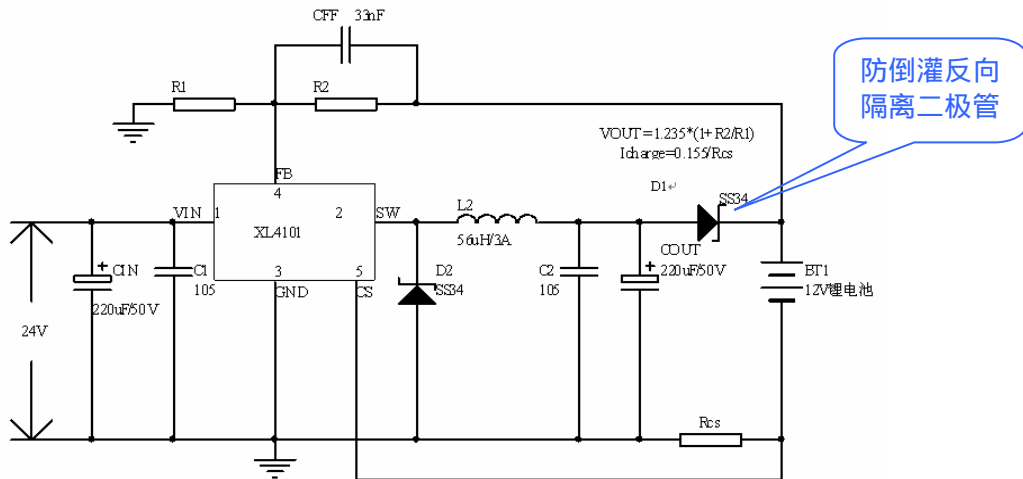 CFF 33nF
防倒灌反向
隔离二极管
R1
R2
VOUT=1.235*(1+R2/R1)
Icharge=0.155/Rcs
FB
4
D1
SS34
VIN
1
2
SW
L2
XL4101
56uH/3A
CIN
C1
105
220uF/50V
3
5
GND
CS
D2
SS34
C2
105
COUT
220uF/50V
BT1
12V锂电池
24V
Rcs